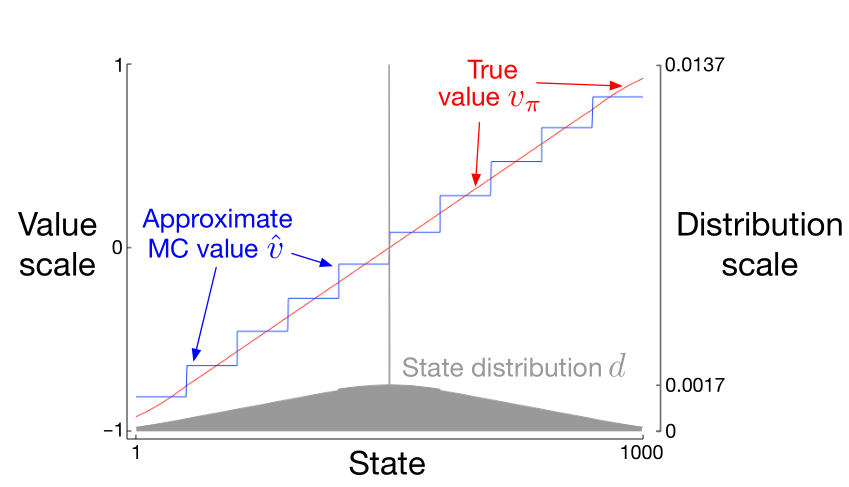 1
True
value vπ
0.0137
Approximate
MC value v̂
Value
scale
0
Distribution
scale
State distribution d
0.0017
−1
0
1
State
1000